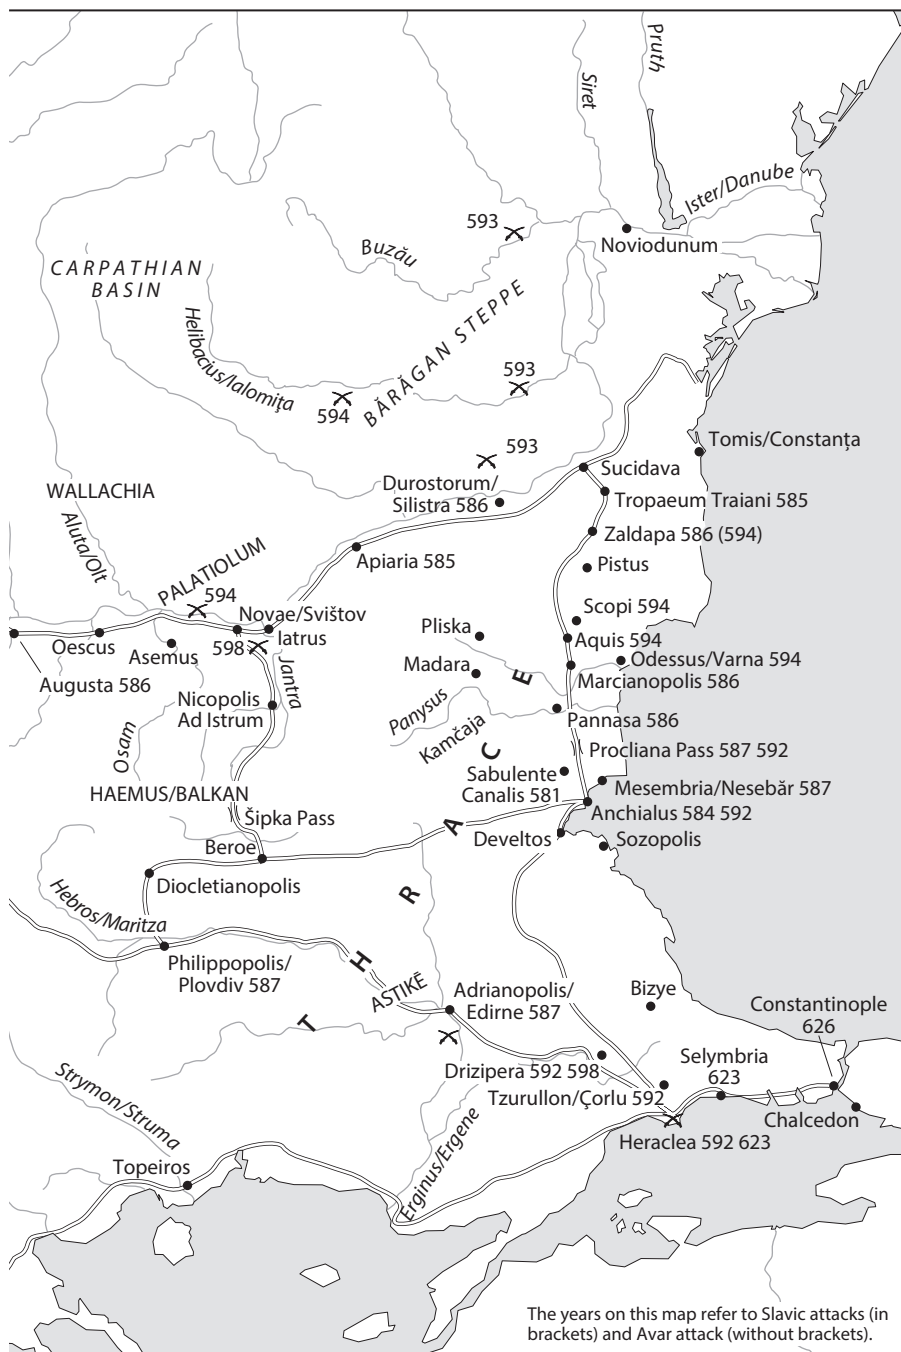 Pruth
Siret
Ister/Danube
593
Noviodunum
Buzău
CARPATHIAN
BASIN
BĂRĂGAN STEPPE
Helibacius/Ialomiţa
593
594
Tomis/Constanța
593
Sucidava
Durostorum/
Silistra 586
WALLACHIA
Tropaeum Traiani 585
Aluta/Olt
Zaldapa 586 (594)
PALATIOLUM
Apiaria 585
Pistus
594
Novae/Svištov
Scopi 594
Iatrus
Pliska
Aquis 594
Oescus
598
Asemus
Odessus/Varna 594
Madara
Augusta 586
Jantra
Marcianopolis 586
Nicopolis
Ad Istrum
Panysus
Pannasa 586
Kamčaja
Osam
Procliana Pass 587 592
Sabulente
Canalis 581
Mesembria/Nesebăr 587
HAEMUS/BALKAN
Anchialus 584 592
Šipka Pass
Develtos
Sozopolis
Beroe
Diocletianopolis
THRACE
Hebros/Maritza
Philippopolis/
Plovdiv 587
ASTIKĒ
Adrianopolis/
Edirne 587
Bizye
Constantinople
626
Drizipera 592 598
Selymbria
623
Strymon/Struma
Tzurullon/Çorlu 592
Chalcedon
Heraclea 592 623
Erginus/Ergene
Topeiros
The years on this map refer to Slavic attacks (in
brackets) and Avar attack (without brackets).